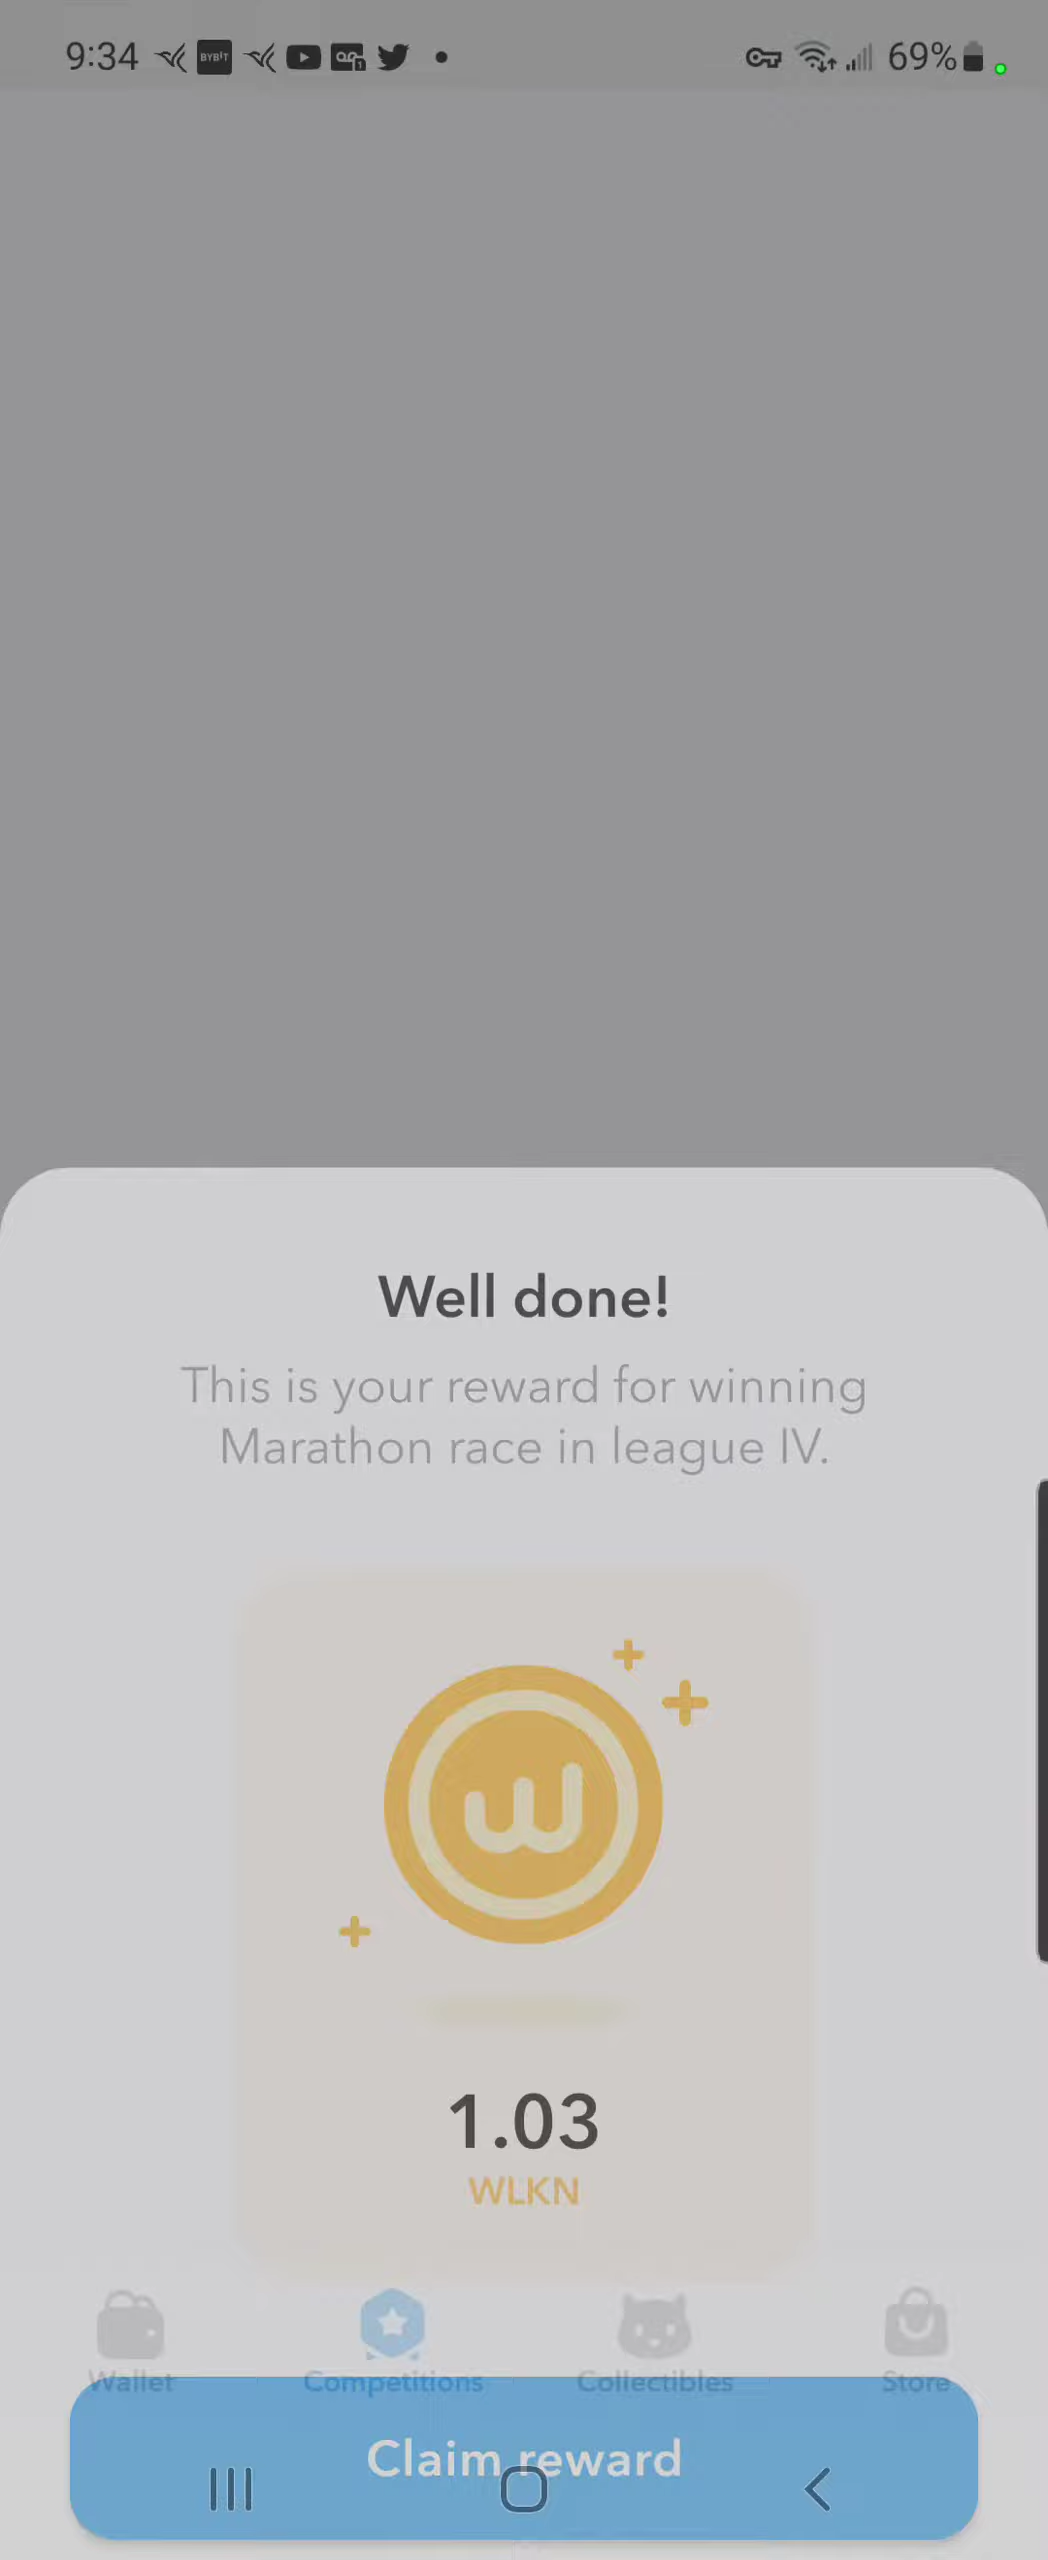 9:34 BYBIT 69%
Well done!
This is your reward for winning
Marathon race in league IV.
1.03
WLKN
Wallet Competitions Collectibles Store
Claim reward